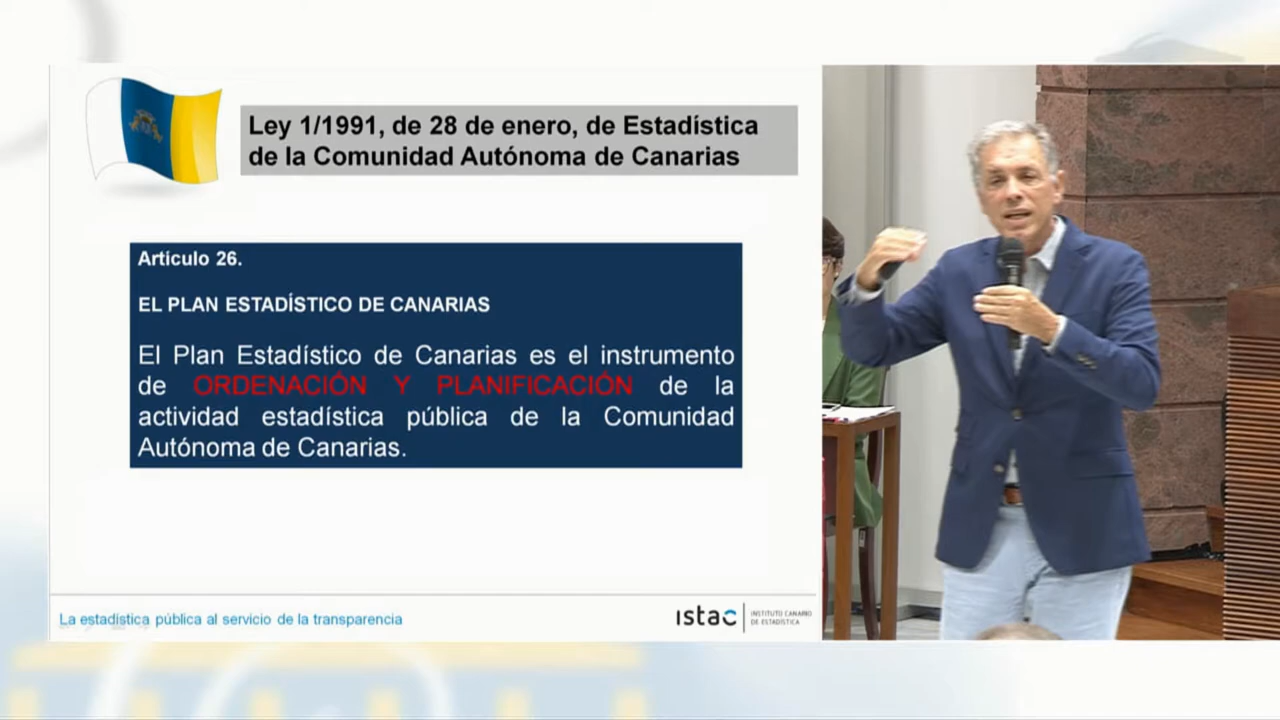 Ley 1/1991, de 28 de enero, de Estadística
de la Comunidad Autónoma de Canarias
Artículo 26.
EL PLAN ESTADÍSTICO DE CANARIAS
El Plan Estadístico de Canarias es el instrumento
de ORDENACIÓN Y PLANIFICACIÓN de la
actividad estadística pública de la Comunidad
Autónoma de Canarias.
La estadística pública al servicio de la transparencia
istac
INSTITUTO CANARIO
DE ESTADÍSTICA